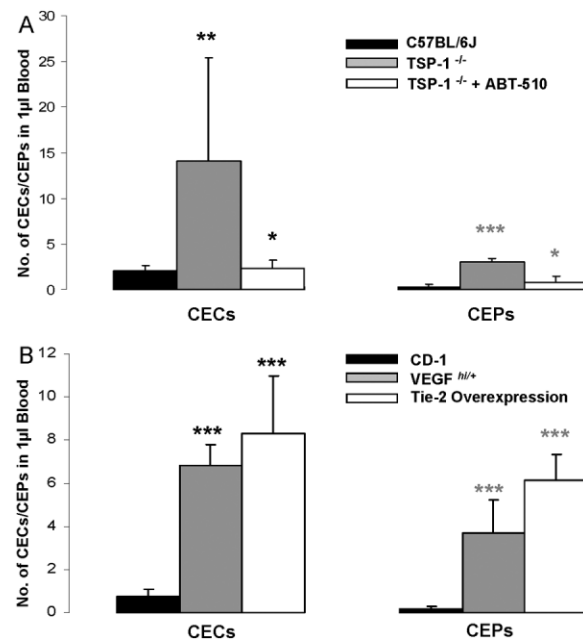 A
No. of CECs/CEPs in 1µl Blood
30
25
20
15
10
5
0
C57BL/6J
TSP-1 -/-
TSP-1 -/- + ABT-510
**
*
***
*
CECs
CEPs
B
No. of CECs/CEPs in 1µl Blood
12
10
8
6
4
2
0
CD-1
VEGF hi/+
Tie-2 Overexpression
***
***
***
***
CECs
CEPs